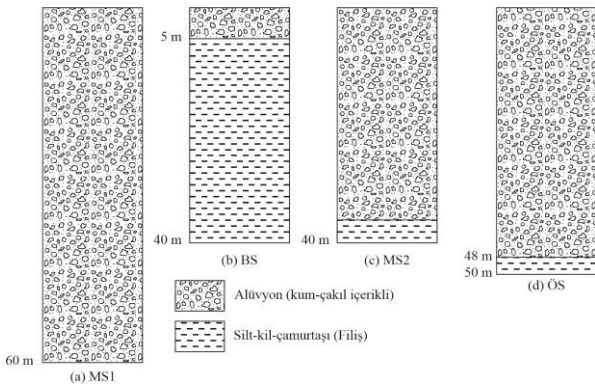 5 m
40 m
(b) BS
40 m
(c) MS2
48 m
50 m
(d) ÖS
Alüvyon (kum-çakıl içerikli)
Silt-kil-çamurtaşı (Filiş)
60 m
(a) MS1